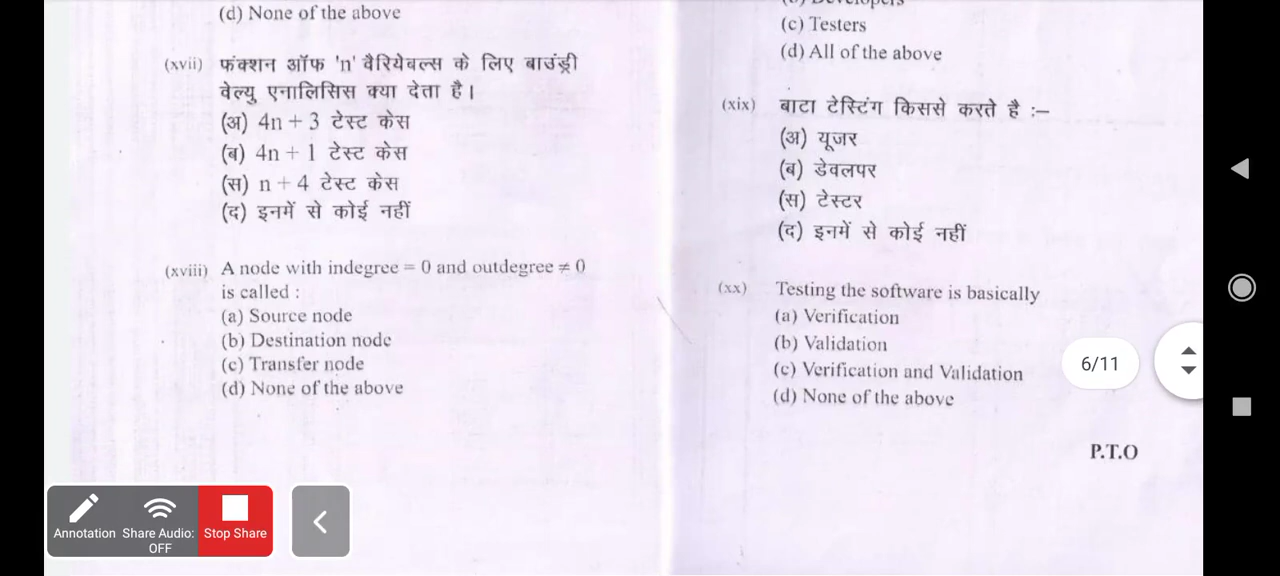 (d) None of the above
(xvii) फंक्शन ऑफ 'n' वैरियेबल्स के लिए बाउंड्री
वेल्यु एनालिसिस क्या देता है।
(अ) 4n + 3 टेस्ट केस
(ब) 4n + 1 टेस्ट केस
(स) n + 4 टेस्ट केस
(द) इनमें से कोई नहीं
(xviii) A node with indegree = 0 and outdegree ≠ 0
is called :
(a) Source node
(b) Destination node
(c) Transfer node
(d) None of the above
(b) Developers
(c) Testers
(d) All of the above
(xix) बाटा टेस्टिंग किससे करते है :–
(अ) यूजर
(ब) डेवलपर
(स) टेस्टर
(द) इनमें से कोई नहीं
(xx) Testing the software is basically
(a) Verification
(b) Validation
(c) Verification and Validation
(d) None of the above
P.T.O
6/11
Annotation
Share Audio:
OFF
Stop Share